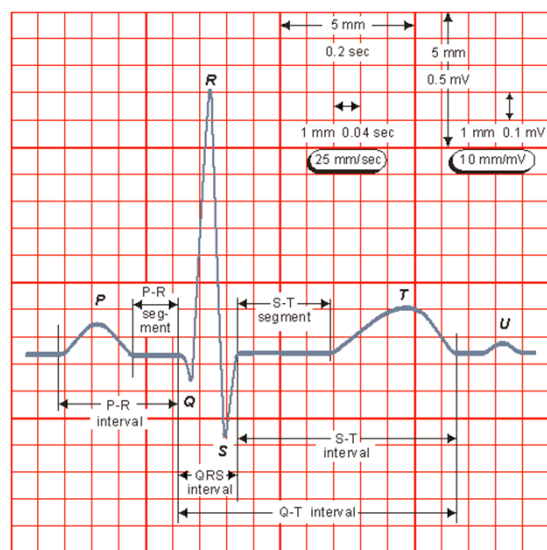 5 mm
0.2 sec
5 mm
0.5 mV
R
1 mm 0.04 sec
1 mm 0.1 mV
25 mm/sec
10 mm/mV
P
P-R
seg-
ment
S-T
segment
T
U
Q
P-R
interval
S
S-T
interval
QRS
interval
Q-T interval